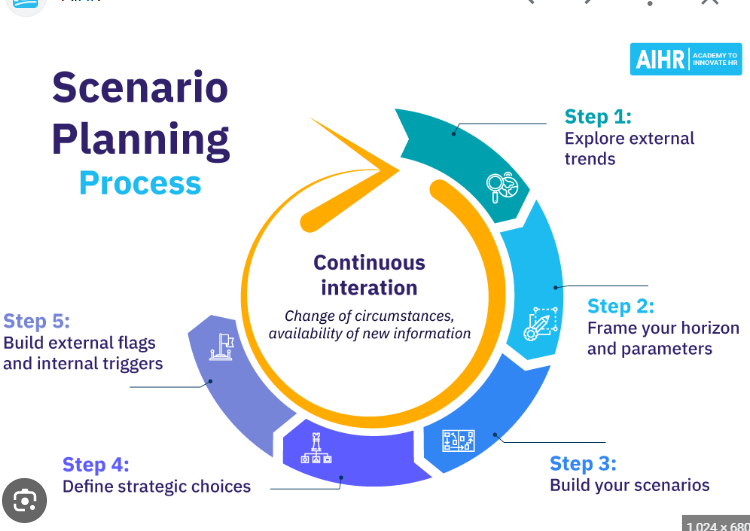 Scenario
Planning
Process
AIHR
ACADEMY TO
INNOVATE HR
Step 1:
Explore external
trends
Step 2:
Frame your horizon
and parameters
Step 3:
Build your scenarios
Step 4:
Define strategic choices
Step 5:
Build external flags
and internal triggers
Continuous
interation
Change of circumstances,
availability of new information
1,024 × 680